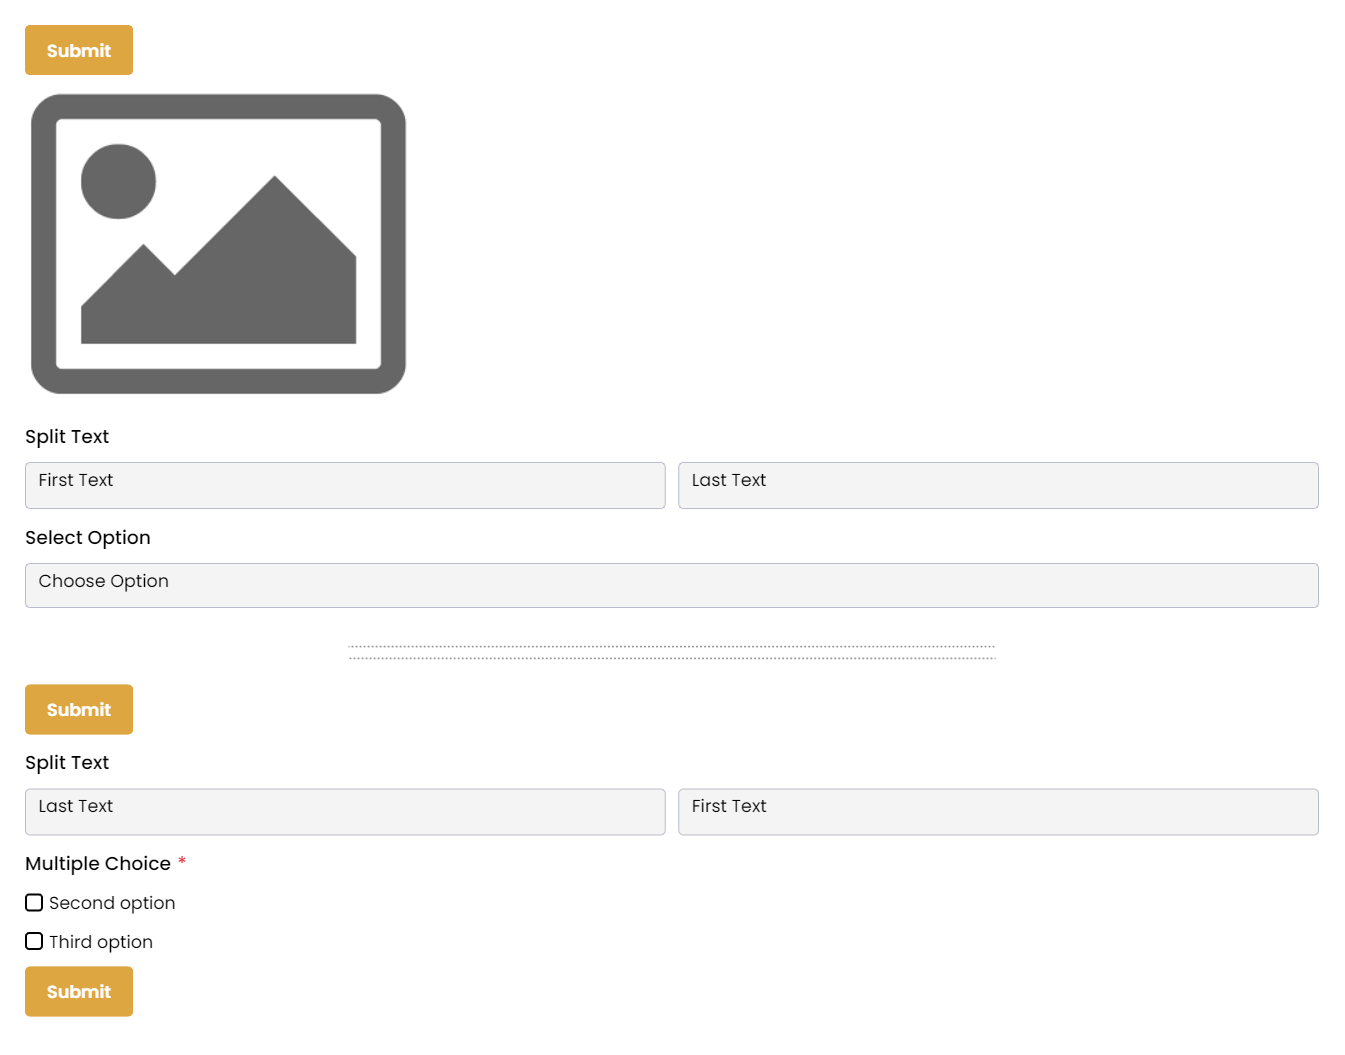 Submit
Split Text
First Text Last Text
Select Option
Choose Option
Submit
Split Text
Last Text First Text
Multiple Choice *
Second option
Third option
Submit